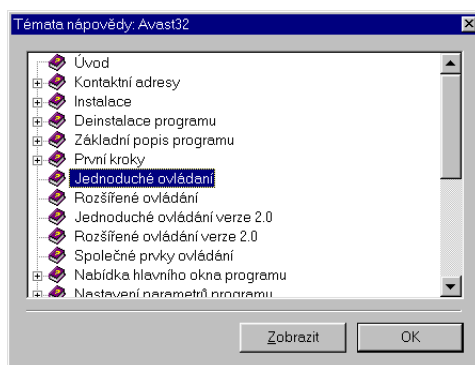 Témata nápovědy: Avast32
Úvod
Kontaktní adresy
Instalace
Deinstalace programu
Základní popis programu
První kroky
Jednoduché ovládaní
Rozšířené ovládání
Jednoduché ovládání verze 2.0
Rozšířené ovládání verze 2.0
Společné prvky ovládání
Nabídka hlavního okna programu
Nastavení parametrů programu
Zobrazit
OK